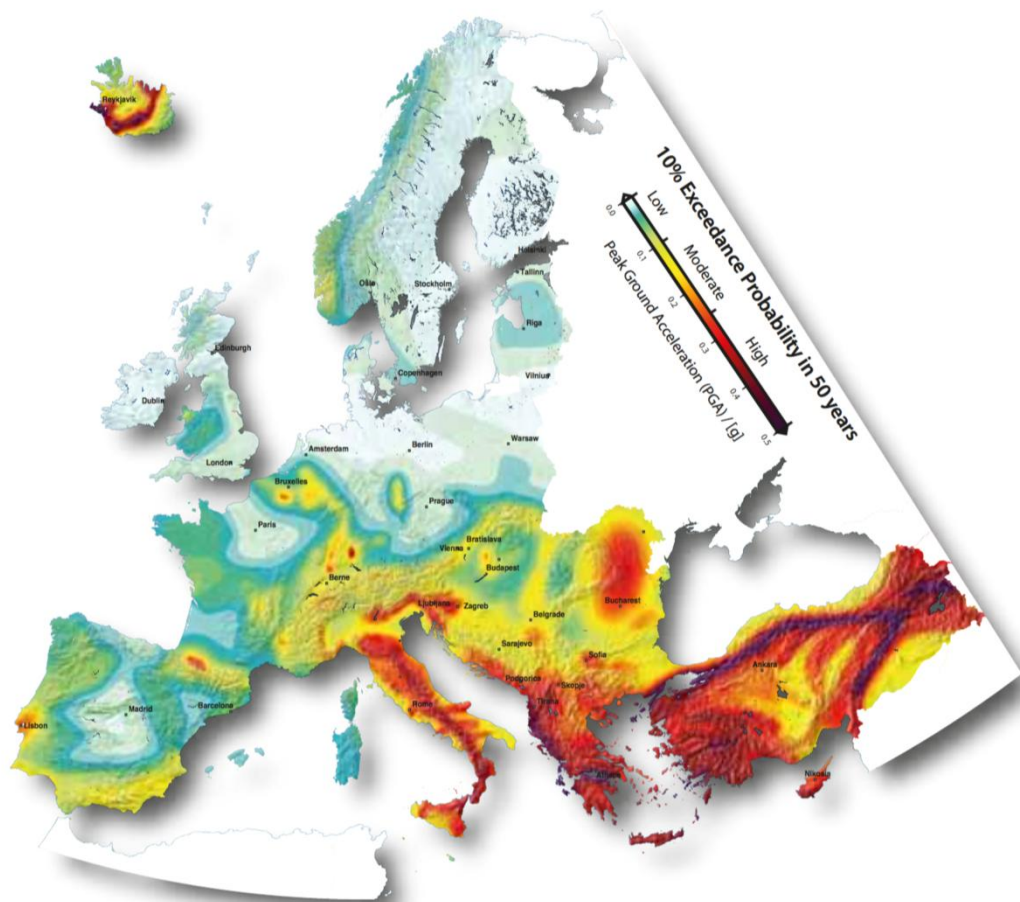 Reykjavik
10% Exceedance Probability in 50 years
Low
Moderate
High
0.0
0.1
0.2
0.3
0.4
0.5
Peak Ground Acceleration (PGA) / [g]
Helsinki
Tallinn
Oslo
Stockholm
Riga
Edinburgh
Copenhagen
Vilnius
Dublin
Berlin
Warsaw
Amsterdam
London
Bruxelles
Prague
Paris
Bratislava
Vienna
Budapest
Berne
Bucharest
Ljubljana
Zagreb
Belgrade
Sarajevo
Sofia
Ankara
Podgorica
Skopje
Madrid
Barcelona
Rome
Tirana
Lisbon
Athens
Nikosia